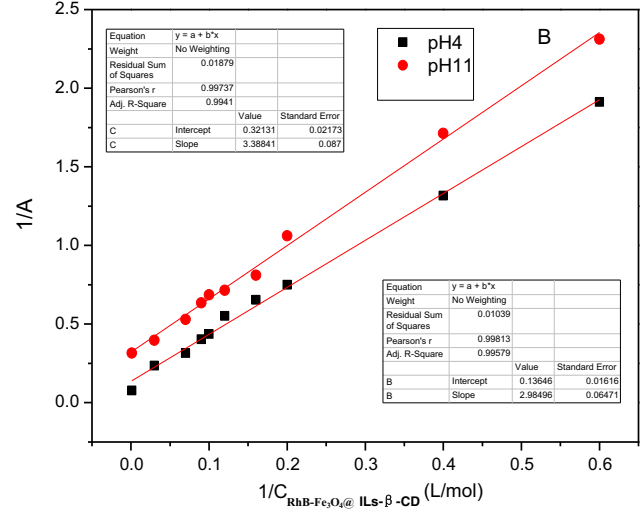 2.5
2.0
1.5
1.0
0.5
0.0
1/A
Equation y = a + b*x
Weight No Weighting
Residual Sum of Squares 0.01879
Pearson's r 0.99737
Adj. R-Square 0.9941
Value Standard Error
C Intercept 0.32131 0.02173
C Slope 3.38841 0.087
pH4
pH11
B
Equation y = a + b*x
Weight No Weighting
Residual Sum of Squares 0.01039
Pearson's r 0.99813
Adj. R-Square 0.99579
Value Standard Error
B Intercept 0.13646 0.01616
B Slope 2.98496 0.06471
0.0 0.1 0.2 0.3 0.4 0.5 0.6
1/C RhB-Fe₃O₄@ ILs-β-CD (L/mol)